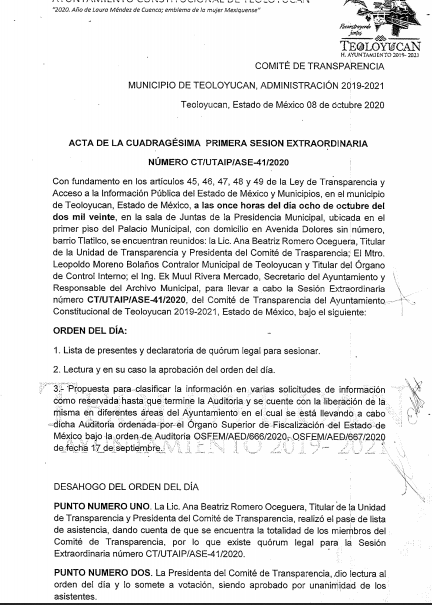 AYUNTAMIENTO CONSTITUCIONAL DE TEOLOYUCAN
"2020. Año de Laura Méndez de Cuenca; emblema de la mujer Mexiquense"
Reconstruyendo
juntos
TEOLOYUCAN
H. AYUNTAMIENTO 2019-2021
COMITÉ DE TRANSPARENCIA
MUNICIPIO DE TEOLOYUCAN, ADMINISTRACIÓN 2019-2021
Teoloyucan, Estado de México 08 de octubre 2020
ACTA DE LA CUADRAGÉSIMA PRIMERA SESION EXTRAORDINARIA
NÚMERO CT/UTAIP/ASE-41/2020
Con fundamento en los artículos 45, 46, 47, 48 y 49 de la Ley de Transparencia y
Acceso a la Información Pública del Estado de México y Municipios, en el municipio
de Teoloyucan, Estado de México, a las once horas del día ocho de octubre del
dos mil veinte, en la sala de Juntas de la Presidencia Municipal, ubicada en el
primer piso del Palacio Municipal, con domicilio en Avenida Dolores sin número,
barrio Tlatilco, se encuentran reunidos: la Lic. Ana Beatriz Romero Oceguera, Titular
de la Unidad de Transparencia y Presidenta del Comité de Trasparencia; El Mtro.
Leopoldo Moreno Bolaños Contralor Municipal de Teoloyucan y Titular del Órgano
de Control Interno; el Ing. Ek Muul Rivera Mercado, Secretario del Ayuntamiento y
Responsable del Archivo Municipal, para llevar a cabo la Sesión Extraordinaria
número CT/UTAIP/ASE-41/2020, del Comité de Transparencia del Ayuntamiento
Constitucional de Teoloyucan 2019-2021, Estado de México, bajo el siguiente:
ORDEN DEL DÍA:
1. Lista de presentes y declaratoria de quórum legal para sesionar.
2. Lectura y en su caso la aprobación del orden del día.
3.- Propuesta para clasificar la información en varias solicitudes de información
como reservada hasta que termine la Auditoria y se cuente con la liberación de la
misma en diferentes áreas del Ayuntamiento en el cual se está llevando a cabo
dicha Auditoria ordenada por el Órgano Superior de Fiscalización del Estado de
México bajo la orden de Auditoria OSFEM/AED/666/2020, OSFEM/AED/667/2020
de fecha 17 de septiembre.
AYUNTAMIENTO 2019-2021
DESAHOGO DEL ORDEN DEL DÍA
PUNTO NUMERO UNO. La Lic. Ana Beatriz Romero Oceguera, Titular de la Unidad
de Transparencia y Presidenta del Comité de Transparencia, realizó el pase de lista
de asistencia, dando cuenta de que se encuentra la totalidad de los miembros del
Comité de Transparencia, por lo que existe quórum legal para la Sesión
Extraordinaria número CT/UTAIP/ASE-41/2020.
PUNTO NUMERO DOS. La Presidenta del Comité de Transparencia, dio lectura al
orden del día y lo somete a votación, siendo aprobado por unanimidad de los
asistentes.